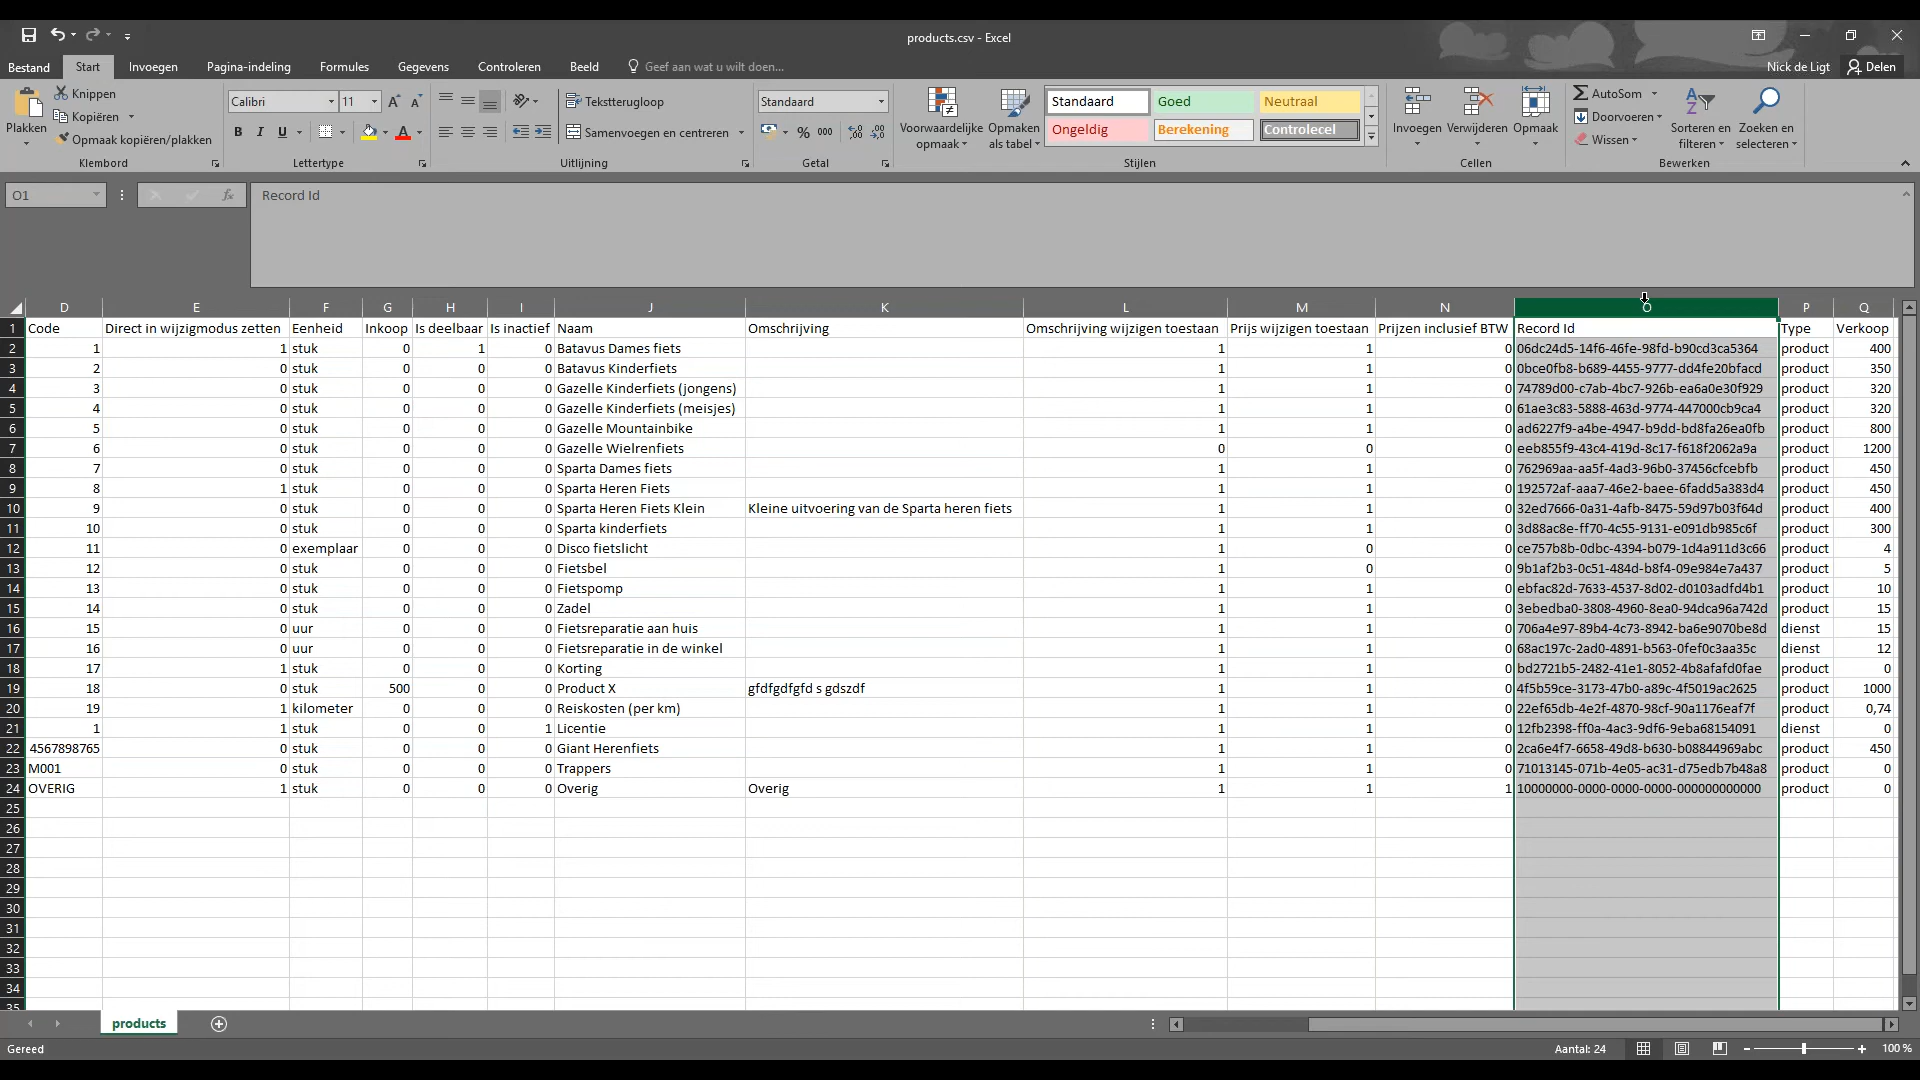 products.csv - Excel
Nick de Ligt Delen
Bestand Start Invoegen Pagina-indeling Formules Gegevens Controleren Beeld Geef aan wat u wilt doen...
Plakken Knippen Kopiëren Opmaak kopiëren/plakken Klembord
Calibri 11 B I U Lettertype
Tekstterugloop Samenvoegen en centreren Uitlijning
Standaard % 000 Getal
Voorwaardelijke opmaak Opmaken als tabel
Standaard Goed Neutraal
Ongeldig Berekening Controlecel
Stijlen
Invoegen Verwijderen Opmaak Cellen
AutoSom Doorvoeren Wissen Sorteren en filteren Zoeken en selecteren Bewerken
O1 fx Record Id
D E F G H I J K L M N O P Q
1 Code Direct in wijzigmodus zetten Eenheid Inkoop Is deelbaar Is inactief Naam Omschrijving Omschrijving wijzigen toestaan Prijs wijzigen toestaan Prijzen inclusief BTW Record Id Type Verkoop
2 1 1 stuk 0 1 0 Batavus Dames fiets 1 1 0 06dc24d5-14f6-46fe-98fd-b90cd3ca5364 product 400
3 2 0 stuk 0 0 0 Batavus Kinderfiets 1 1 0 0bce0fb8-b689-4455-9777-dd4fe20bfacd product 350
4 3 0 stuk 0 0 0 Gazelle Kinderfiets (jongens) 1 1 0 74789d00-c7ab-4bc7-926b-ea6a0e30f929 product 320
5 4 0 stuk 0 0 0 Gazelle Kinderfiets (meisjes) 1 1 0 61ae3c83-5888-463d-9774-447000cb9ca4 product 320
6 5 0 stuk 0 0 0 Gazelle Mountainbike 1 1 0 ad6227f9-a4be-4947-b9dd-bd8fa26ea0fb product 800
7 6 0 stuk 0 0 0 Gazelle Wielrenfiets 0 0 0 eeb855f9-43c4-419d-8c17-f618f2062a9a product 1200
8 7 0 stuk 0 0 0 Sparta Dames fiets 1 1 0 762969aa-aa5f-4ad3-96b0-37456cfcebfb product 450
9 8 1 stuk 0 0 0 Sparta Heren Fiets 1 1 0 192572af-aaa7-46e2-baee-6fadd5a383d4 product 450
10 9 0 stuk 0 0 0 Sparta Heren Fiets Klein Kleine uitvoering van de Sparta heren fiets 1 1 0 32ed7666-0a31-4afb-8475-59d97b03f64d product 400
11 10 0 stuk 0 0 0 Sparta kinderfiets 1 1 0 3d88ac8e-ff70-4c55-9131-e091db985c6f product 300
12 11 0 exemplaar 0 0 0 Disco fietslicht 1 0 0 ce757b8b-0dbc-4394-b079-1d4a911d3c66 product 4
13 12 0 stuk 0 0 0 Fietsbel 1 0 0 9b1af2b3-0c51-484d-b8f4-09e984e7a437 product 5
14 13 0 stuk 0 0 0 Fietspomp 1 1 0 ebfac82d-7633-4537-8d02-d0103adfd4b1 product 10
15 14 0 stuk 0 0 0 Zadel 1 1 0 3ebedba0-3808-4960-8ea0-94dca96a742d product 15
16 15 0 uur 0 0 0 Fietsreparatie aan huis 1 1 0 706a4e97-89b4-4c73-8942-ba6e9070be8d dienst 15
17 16 0 uur 0 0 0 Fietsreparatie in de winkel 1 1 0 68ac197c-2ad0-4891-b563-0fef0c3aa35c dienst 12
18 17 1 stuk 0 0 0 Korting 1 1 0 bd2721b5-2482-41e1-8052-4b8afafd0fae product 0
19 18 0 stuk 500 0 0 Product X gfdfgdfgfd s gdszdf 1 1 0 4f5b59ce-3173-47b0-a89c-4f5019ac2625 product 1000
20 19 1 kilometer 0 0 0 Reiskosten (per km) 1 1 0 22ef65db-4e2f-4870-98cf-90a1176eaf7f product 0,74
21 1 1 stuk 0 0 1 Licentie 1 1 0 12fb2398-ff0a-4ac3-9df6-9eba68154091 dienst 0
22 4567898765 0 stuk 0 0 0 Giant Herenfiets 1 1 0 2ca6e4f7-6658-49d8-b630-b08844969abc product 450
23 M001 0 stuk 0 0 0 Trappers 1 1 0 71013145-071b-4e05-ac31-d75edb7b48a8 product 0
24 OVERIG 1 stuk 0 0 0 Overig Overig 1 1 1 10000000-0000-0000-0000-000000000000 product 0
25
26
27
28
29
30
31
32
33
34
35
products
Gereed Aantal: 24 100 %